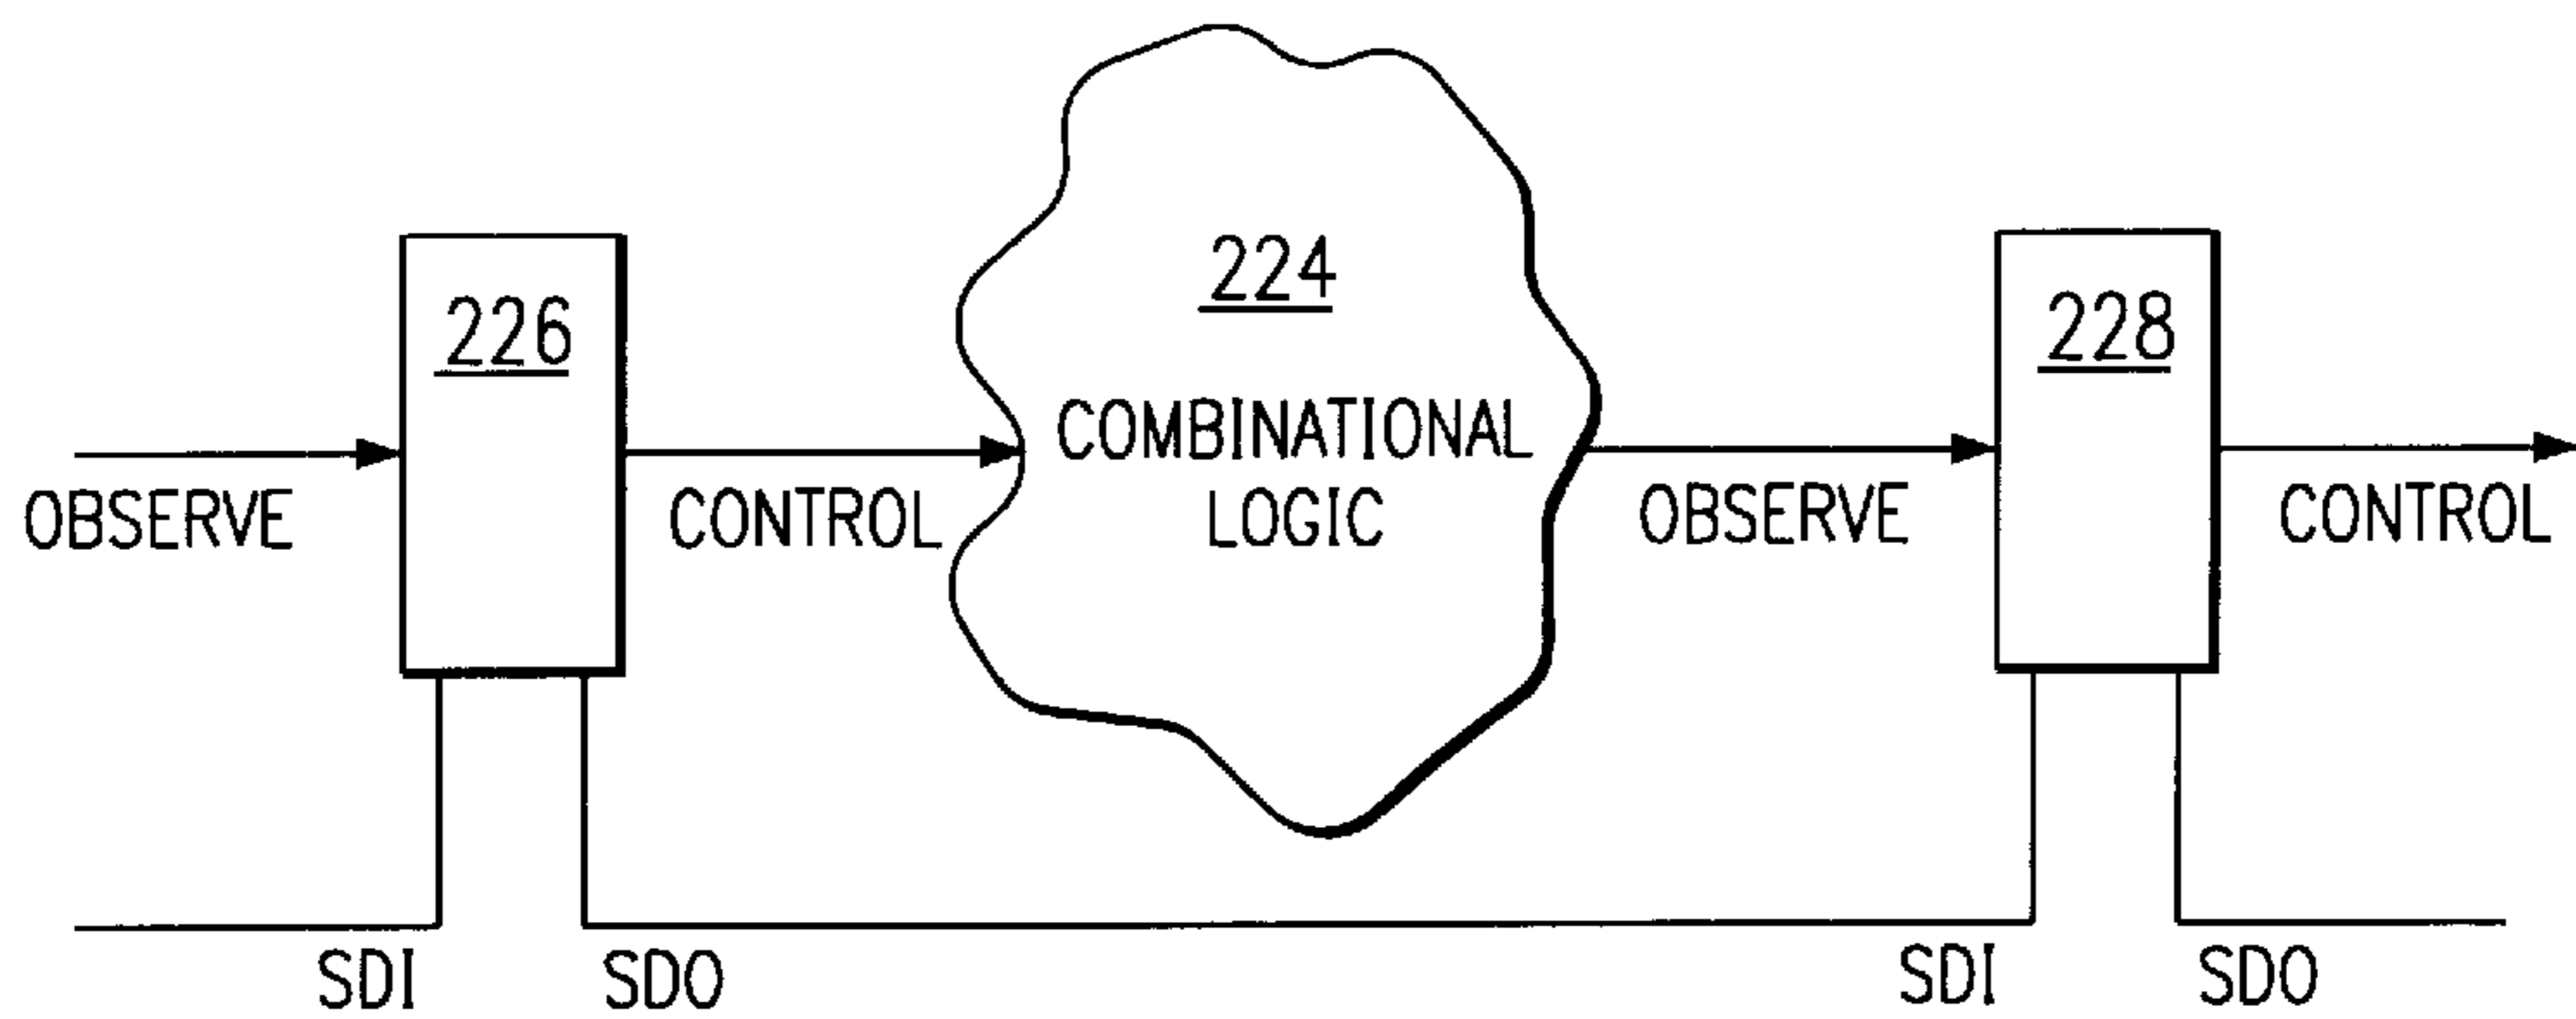 224
226
228
COMBINATIONAL
LOGIC
OBSERVE
CONTROL
OBSERVE
CONTROL
SDI
SDO
SDI
SDO